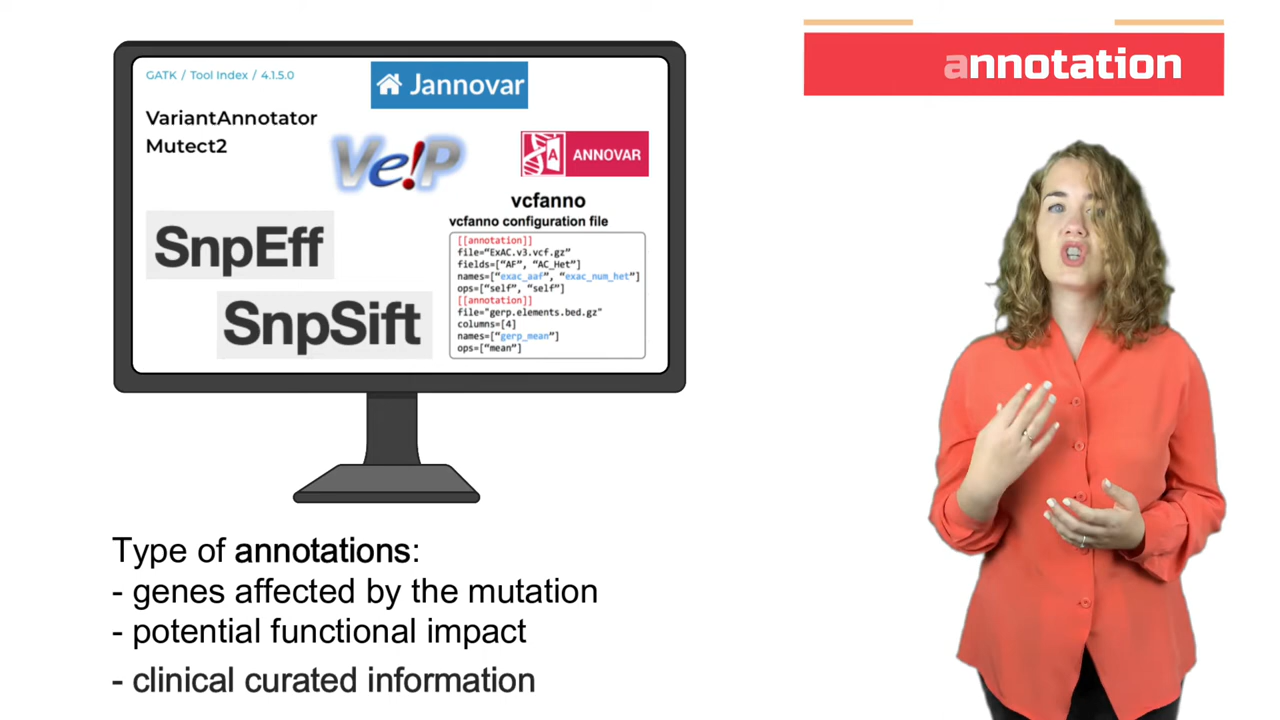 GATK / Tool Index / 4.1.5.0
Jannovar
VariantAnnotator
Mutect2
Ve!P
ANNOVAR
SnpEff
SnpSift
vcfanno
vcfanno configuration file
[[annotation]]
file="ExAC.v3.vcf.gz"
fields=["AF", "AC_Het"]
names=["exac_aaf", "exac_num_het"]
ops=["self", "self"]
[[annotation]]
file="gerp.elements.bed.gz"
columns=[4]
names=["gerp_mean"]
ops=["mean"]
annotation
Type of annotations:
- genes affected by the mutation
- potential functional impact
- clinical curated information